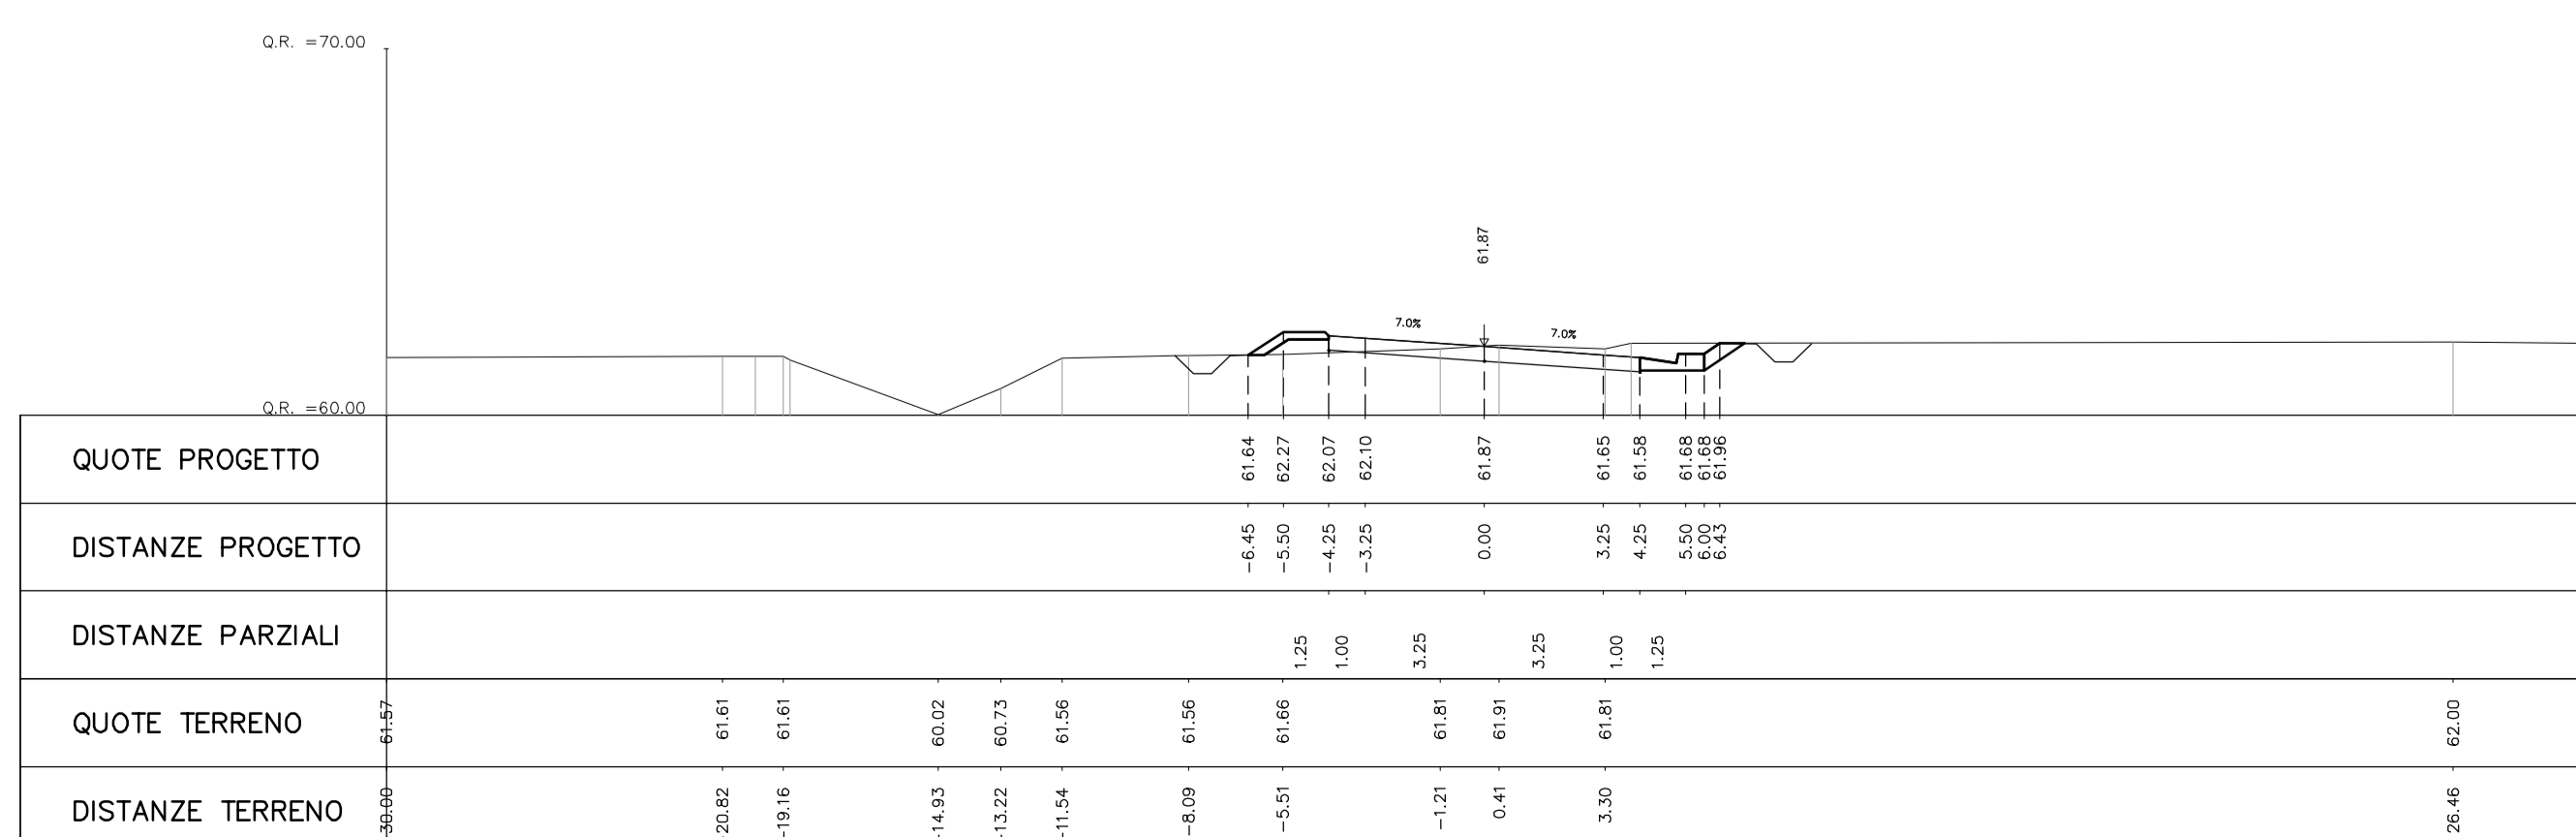 Q.R. =70.00
61.87
7.0%
7.0%
Q.R. =60.00
QUOTE PROGETTO 61.64 62.27 62.07 62.10 61.87 61.65 61.58 61.68 61.68 61.96
DISTANZE PROGETTO -6.45 -5.50 -4.25 -3.25 0.00 3.25 4.25 5.50 6.00 6.43
DISTANZE PARZIALI 1.25 1.00 3.25 3.25 1.00 1.25
QUOTE TERRENO 61.57 61.61 61.61 60.02 60.73 61.56 61.56 61.66 61.81 61.91 61.81 62.00
DISTANZE TERRENO 30.00 -20.82 -19.16 -14.93 -13.22 -11.54 -8.09 -5.51 -1.21 0.41 3.30 26.46